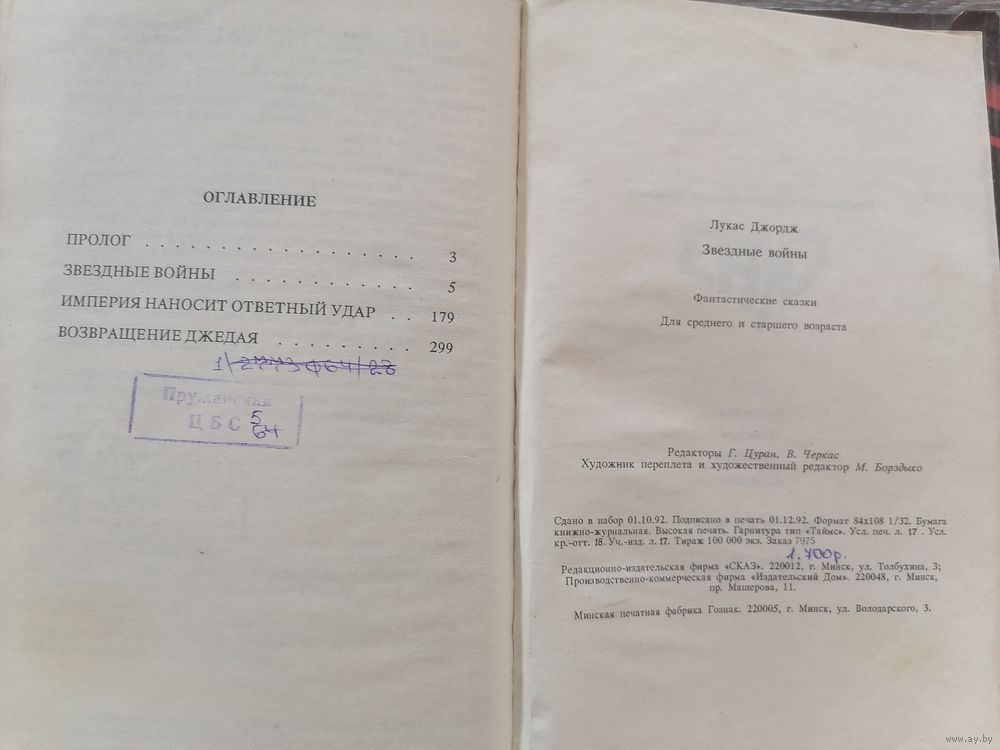 ОГЛАВЛЕНИЕ
ПРОЛОГ . . . . . . . . . . . . . . 3
ЗВЕЗДНЫЕ ВОЙНЫ . . . . . . . . . . 5
ИМПЕРИЯ НАНОСИТ ОТВЕТНЫЙ УДАР . . 179
ВОЗВРАЩЕНИЕ ДЖЕДАЯ . . . . . . . . . 299
Пружанская
ЦБС 5
64
Лукас Джордж
Звездные войны
Фантастические сказки
Для среднего и старшего возраста
Редакторы Г. Цуран, В. Черкас
Художник переплета и художественный редактор М. Борздыко
Сдано в набор 01.10.92. Подписано в печать 01.12.92. Формат 84х108 1/32. Бумага
книжно-журнальная. Высокая печать. Гарнитура тип «Таймс». Усл. печ. л. 17 . Усл.
кр.-отт. 18. Уч.-изд. л. 17. Тираж 100 000 экз. Заказ 7975
1.700р.
Редакционно-издательская фирма «СКАЗ». 220012, г. Минск, ул. Толбухина, 3;
Производственно-коммерческая фирма «Издательский Дом». 220048, г. Минск,
пр. Машерова, 11.
Минская печатная фабрика Гознак. 220005, г. Минск, ул. Володарского, 3.
www.ay.by